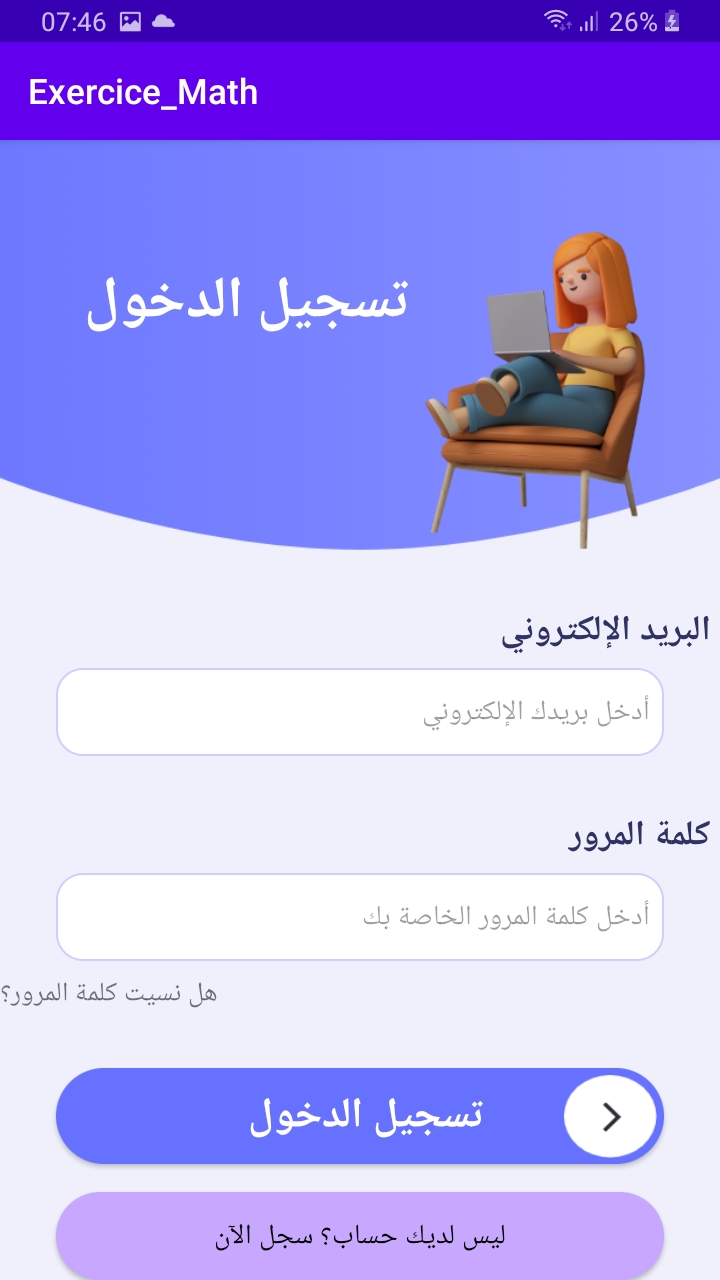 07:46
26%
Exercice_Math
تسجيل الدخول
البريد الإلكتروني
أدخل بريدك الإلكتروني
كلمة المرور
أدخل كلمة المرور الخاصة بك
هل نسيت كلمة المرور؟
تسجيل الدخول
ليس لديك حساب؟ سجل الآن